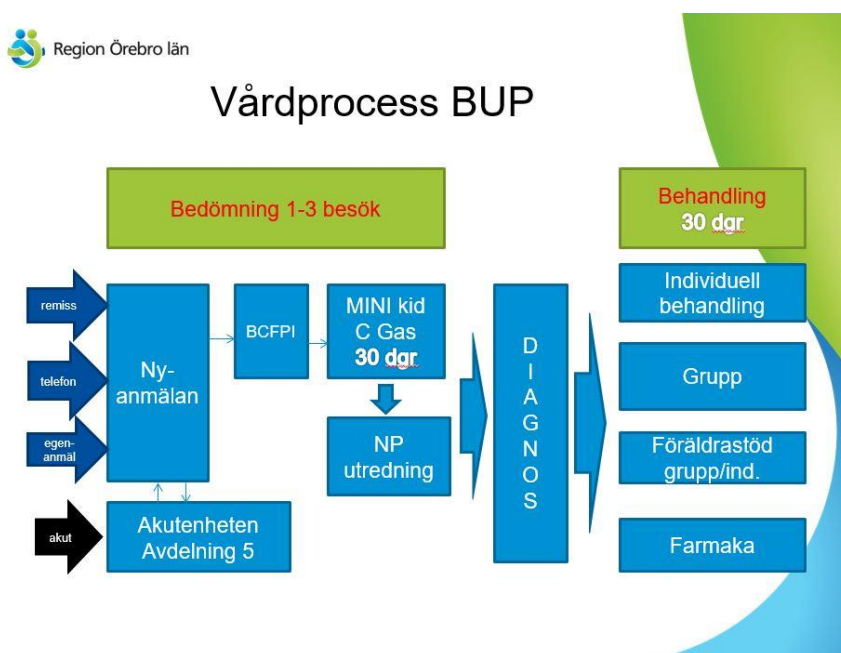 Region Örebro län
Vårdprocess BUP
Bedömning 1-3 besök
Behandling
30 dgr
remiss
telefon
egen-
anmäl
akut
Ny-
anmälan
BCFPI
MINI kid
C Gas
30 dgr
NP
utredning
Akutenheten
Avdelning 5
D
I
A
G
N
O
S
Individuell
behandling
Grupp
Föräldrastöd
grupp/ind.
Farmaka